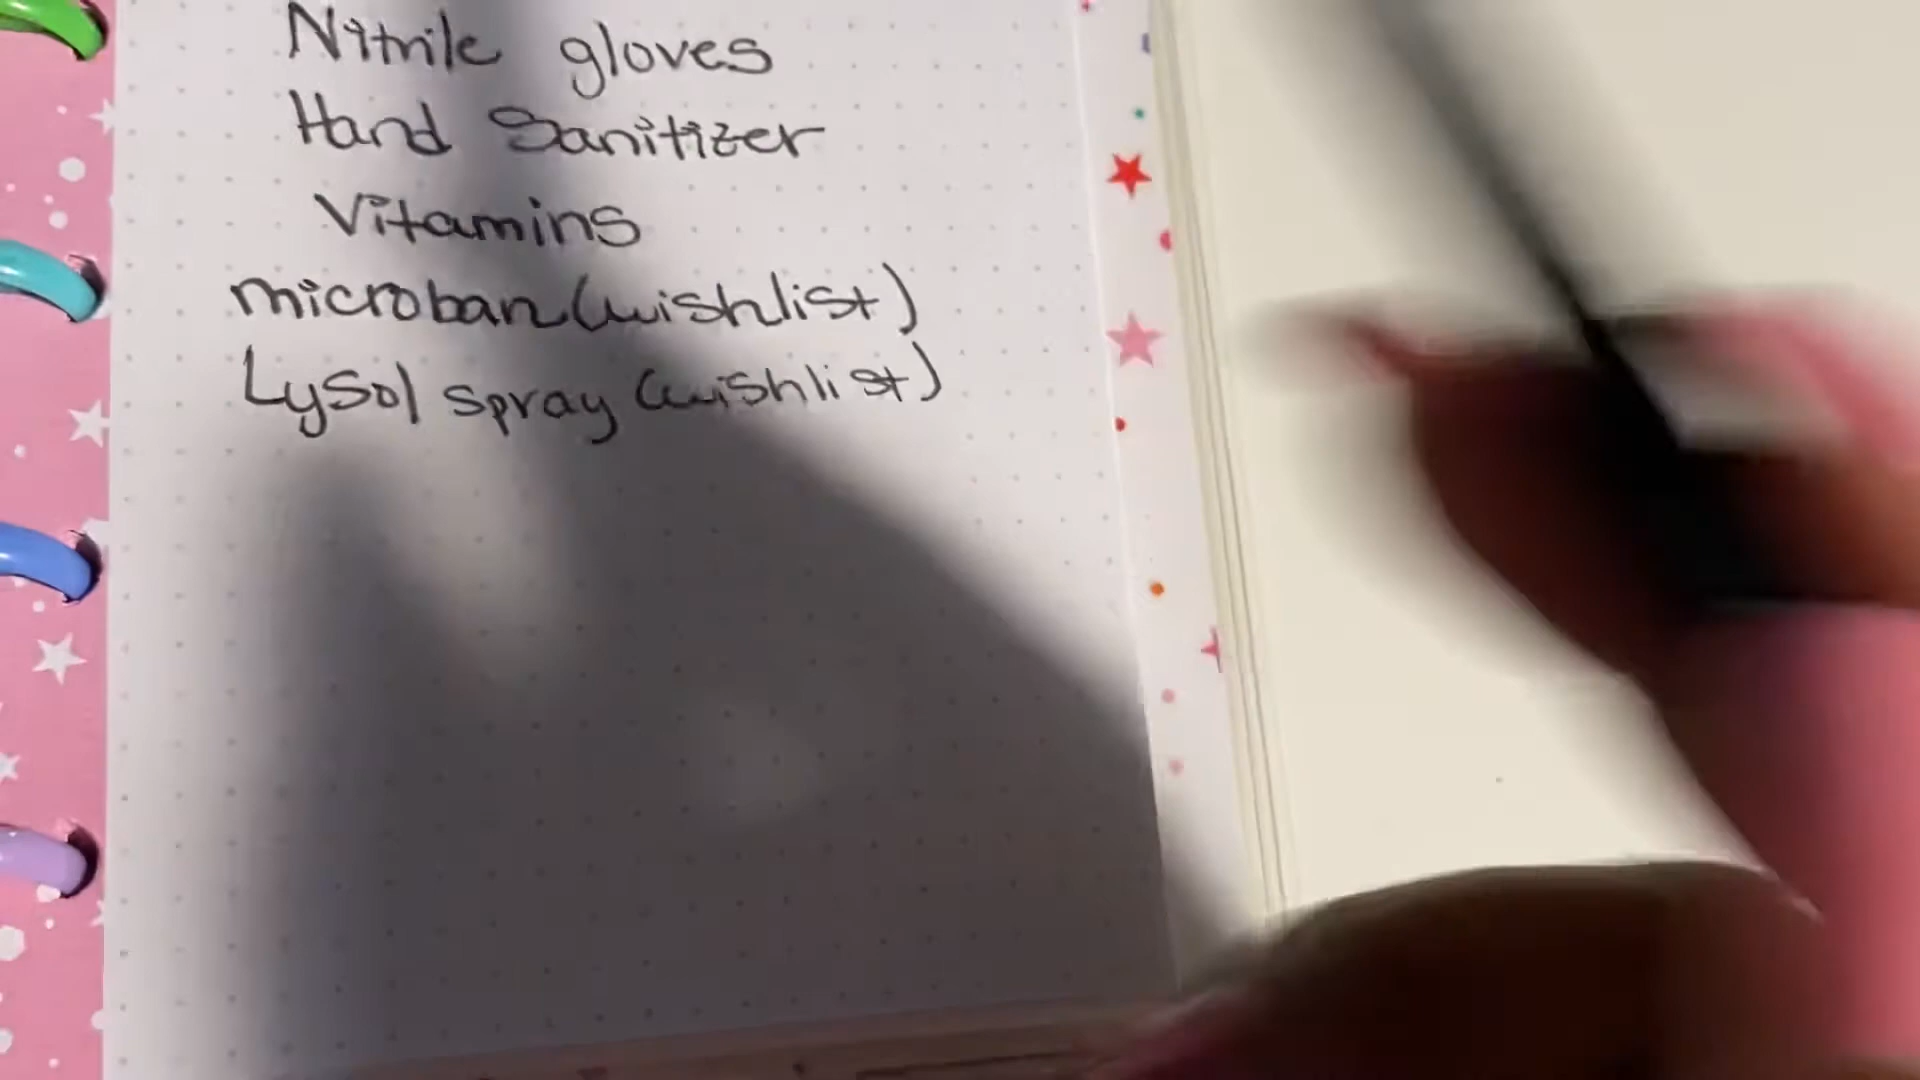 Nitrile gloves
Hand Sanitizer
Vitamins
microban (wishlist)
Lysol spray (wishlist)